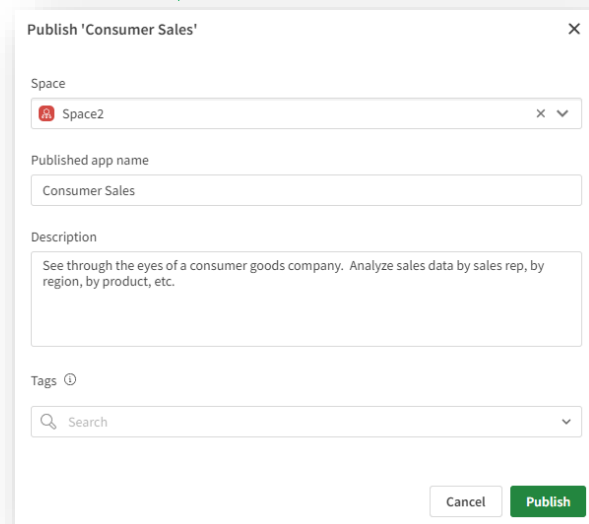 Publish 'Consumer Sales'
Space
Space2
Published app name
Consumer Sales
Description
See through the eyes of a consumer goods company.  Analyze sales data by sales rep, by
region, by product, etc.
Tags
Search
Cancel
Publish